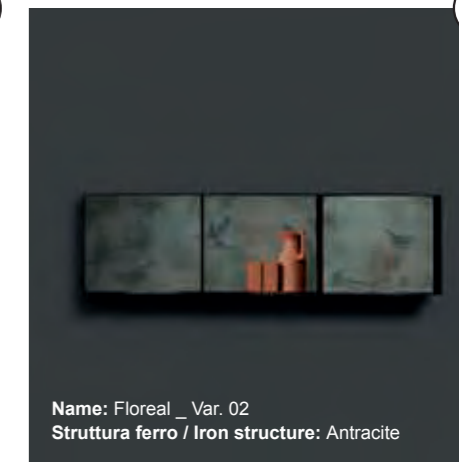 Name: Floreal _ Var. 02
Struttura ferro / Iron structure: Antracite